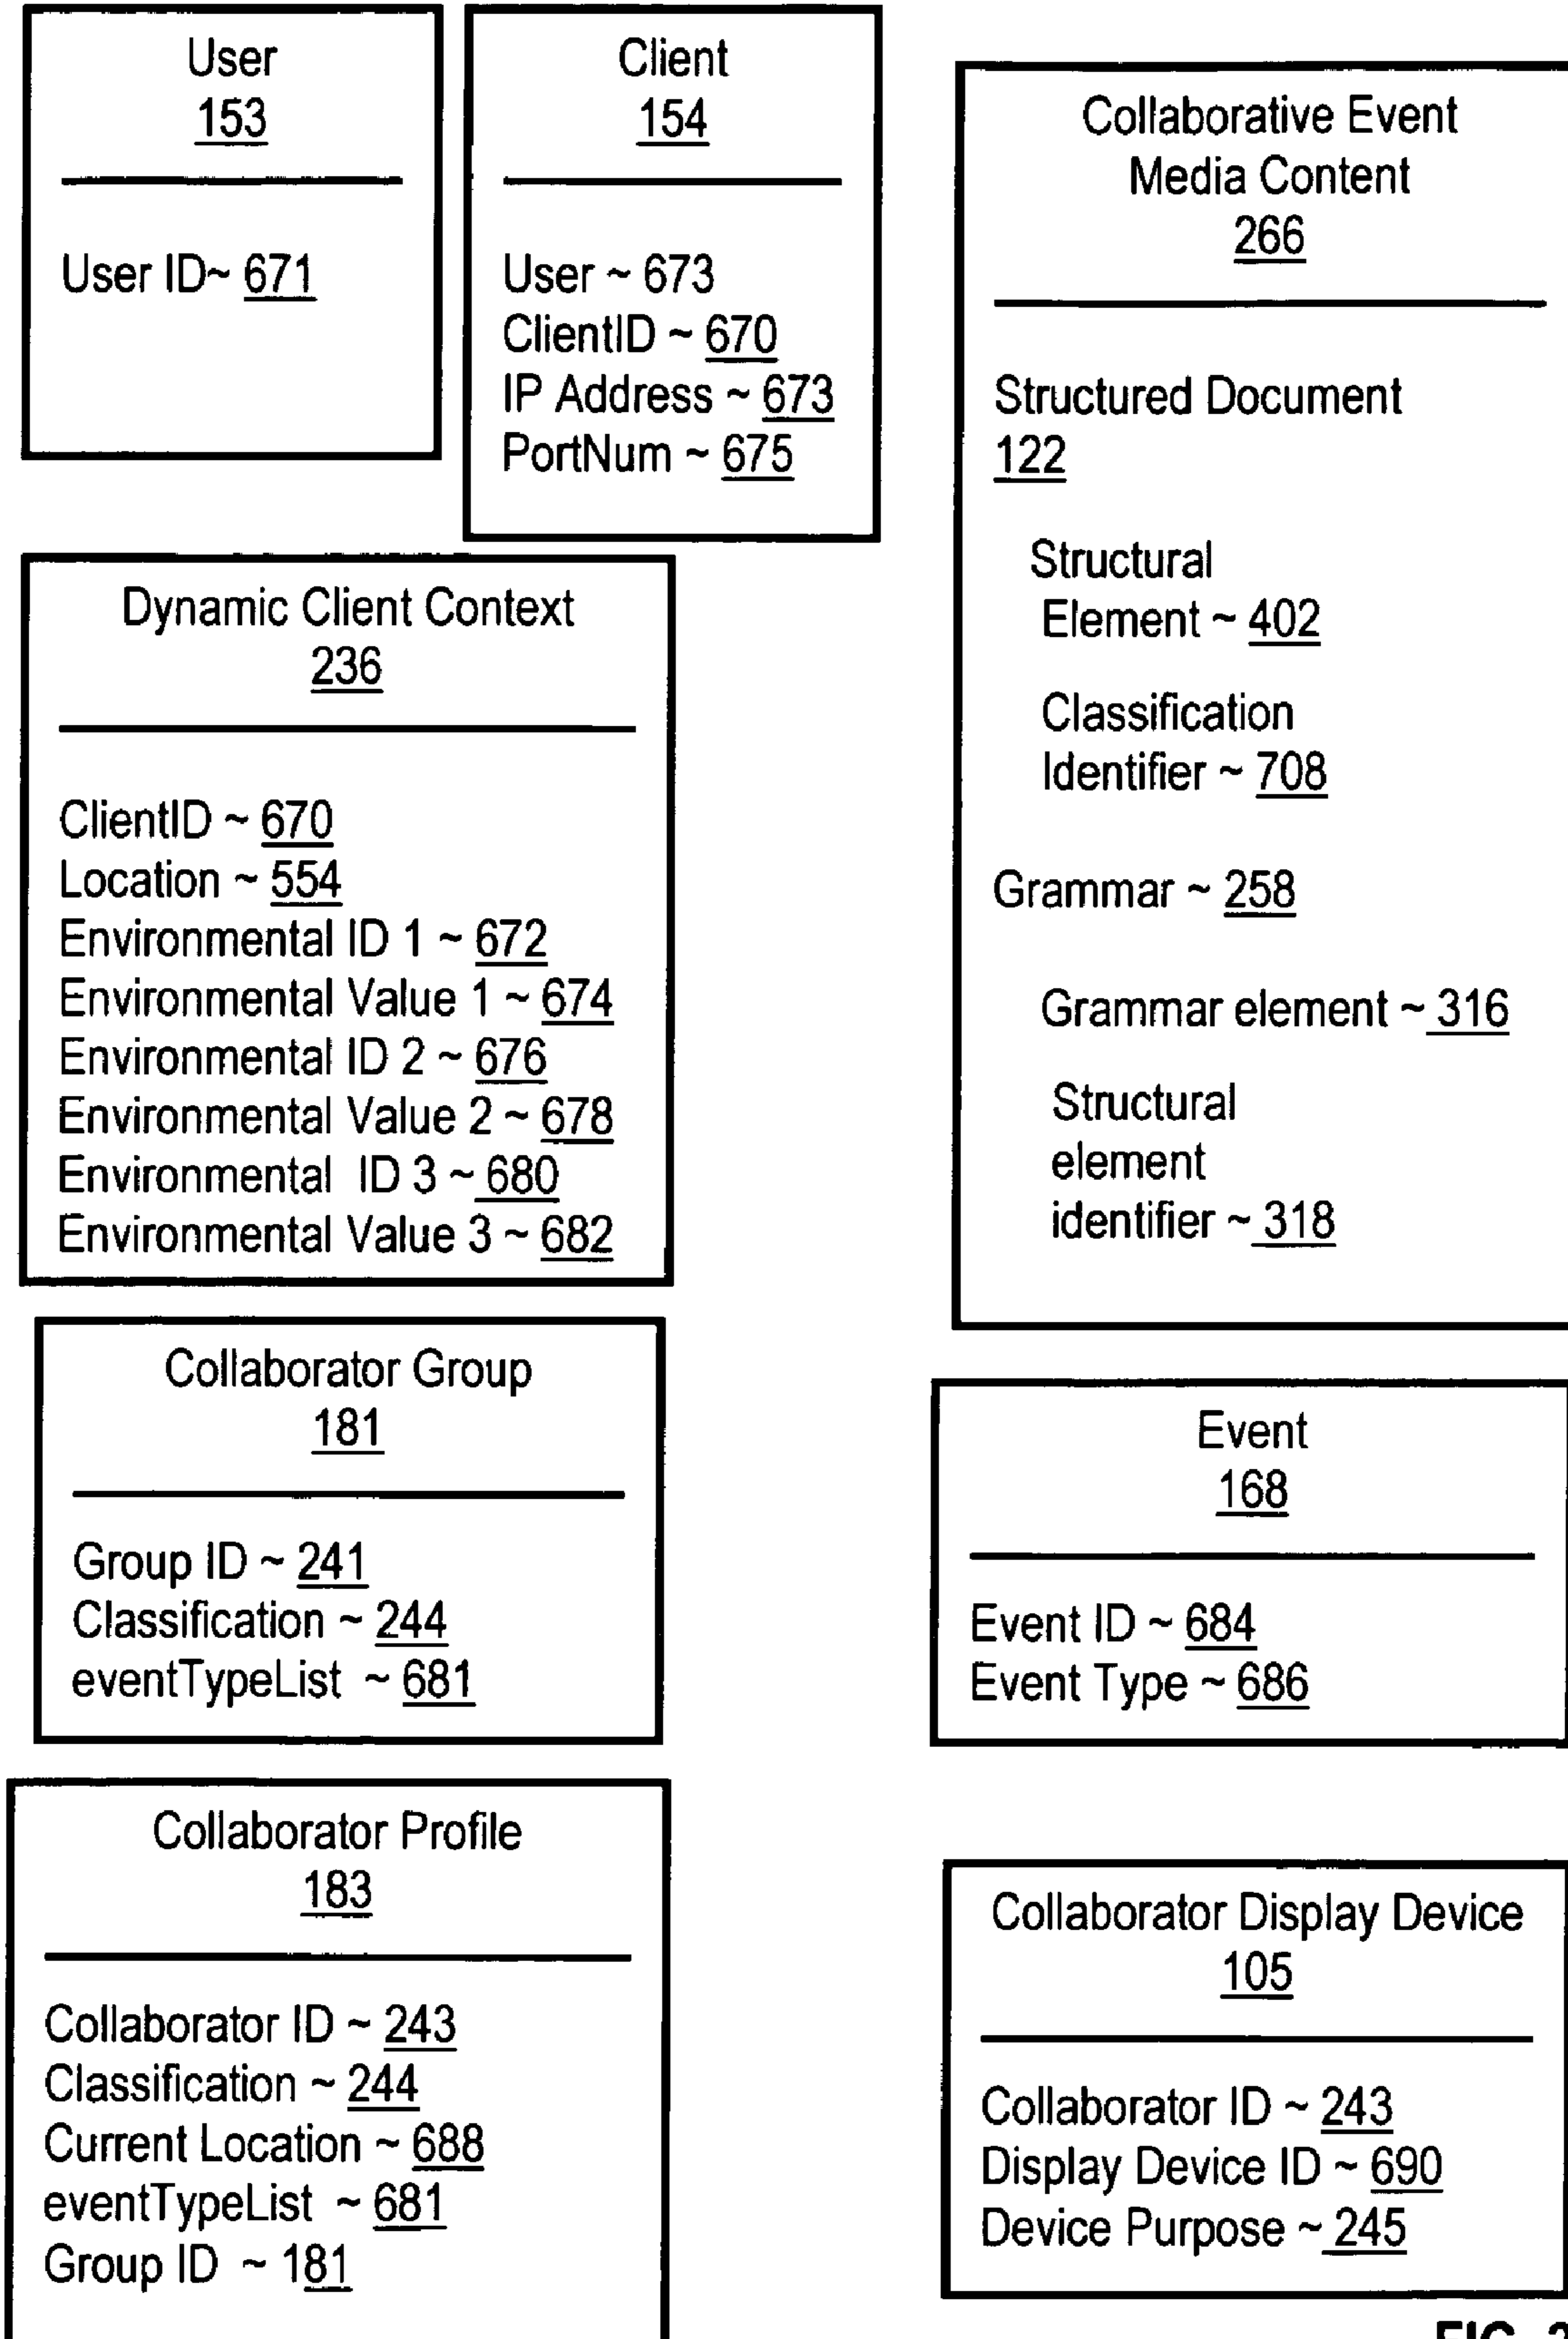 User
153
User ID~ 671
Client
154
User ~ 673
ClientID ~ 670
IP Address ~ 673
PortNum ~ 675
Dynamic Client Context
236
ClientID ~ 670
Location ~ 554
Environmental ID 1 ~ 672
Environmental Value 1 ~ 674
Environmental ID 2 ~ 676
Environmental Value 2 ~ 678
Environmental ID 3 ~ 680
Environmental Value 3 ~ 682
Collaborator Group
181
Group ID ~ 241
Classification ~ 244
eventTypeList ~ 681
Collaborator Profile
183
Collaborator ID ~ 243
Classification ~ 244
Current Location ~ 688
eventTypeList ~ 681
Group ID ~ 181
Collaborative Event
Media Content
266
Structured Document
122
Structural
Element ~ 402
Classification
Identifier ~ 708
Grammar ~ 258
Grammar element ~ 316
Structural
element
identifier ~ 318
Event
168
Event ID ~ 684
Event Type ~ 686
Collaborator Display Device
105
Collaborator ID ~ 243
Display Device ID ~ 690
Device Purpose ~ 245
FIG.